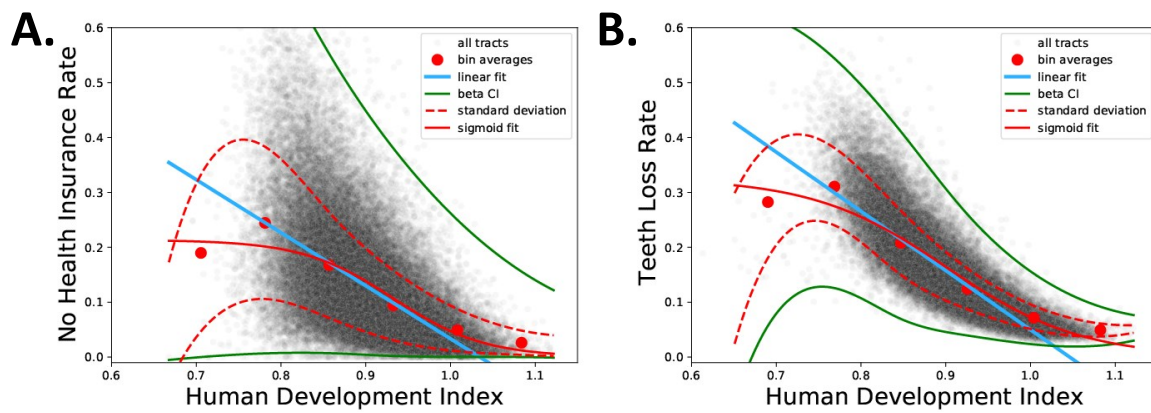 A.
No Health Insurance Rate
0.6
0.5
0.4
0.3
0.2
0.1
0.0
all tracts
bin averages
linear fit
beta CI
standard deviation
sigmoid fit
0.6 0.7 0.8 0.9 1.0 1.1
Human Development Index
B.
Teeth Loss Rate
0.6
0.5
0.4
0.3
0.2
0.1
0.0
all tracts
bin averages
linear fit
beta CI
standard deviation
sigmoid fit
0.6 0.7 0.8 0.9 1.0 1.1
Human Development Index